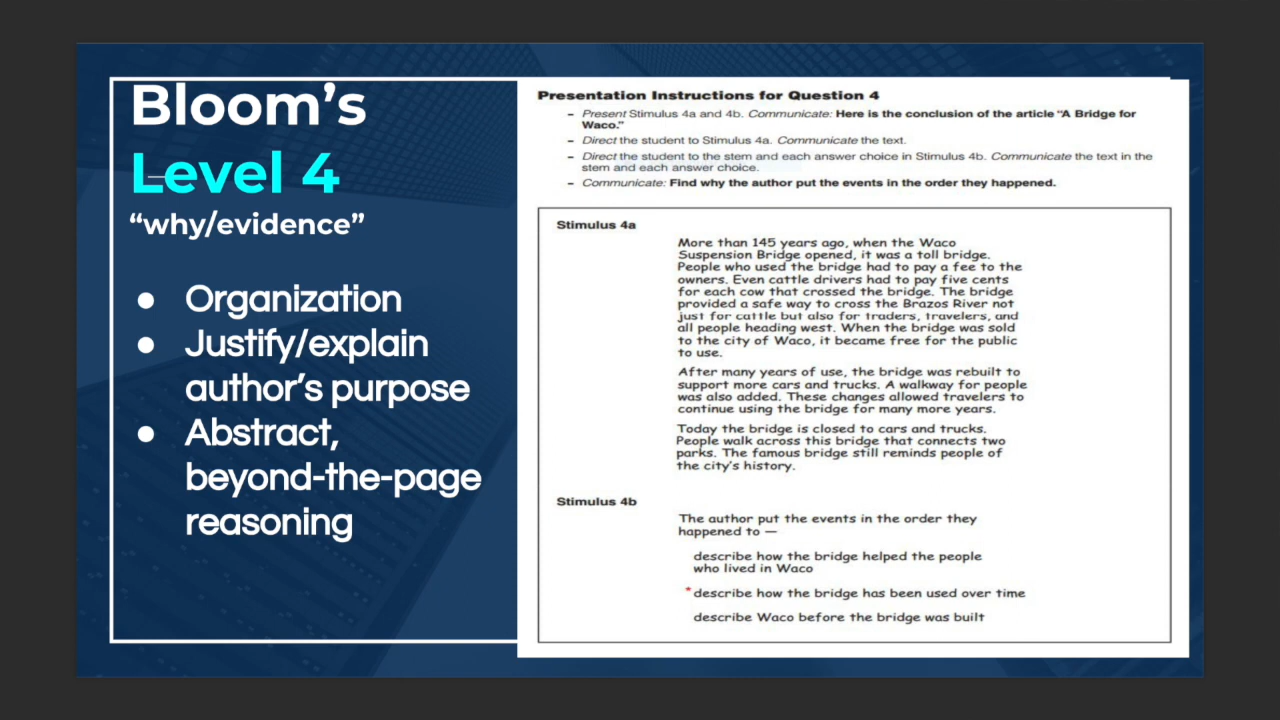 Bloom’s
Level 4
“why/evidence”
● Organization
● Justify/explain
author’s purpose
● Abstract,
beyond-the-page
reasoning
Presentation Instructions for Question 4
– Present Stimulus 4a and 4b. Communicate: Here is the conclusion of the article “A Bridge for
Waco.”
– Direct the student to Stimulus 4a. Communicate the text.
– Direct the student to the stem and each answer choice in Stimulus 4b. Communicate the text in the
stem and each answer choice.
– Communicate: Find why the author put the events in the order they happened.
Stimulus 4a
More than 145 years ago, when the Waco
Suspension Bridge opened, it was a toll bridge.
People who used the bridge had to pay a fee to the
owners. Even cattle drivers had to pay five cents
for each cow that crossed the bridge. The bridge
provided a safe way to cross the Brazos River not
just for cattle but also for traders, travelers, and
all people heading west. When the bridge was sold
to the city of Waco, it became free for the public
to use.
After many years of use, the bridge was rebuilt to
support more cars and trucks. A walkway for people
was also added. These changes allowed travelers to
continue using the bridge for many more years.
Today the bridge is closed to cars and trucks.
People walk across this bridge that connects two
parks. The famous bridge still reminds people of
the city’s history.
Stimulus 4b
The author put the events in the order they
happened to —
describe how the bridge helped the people
who lived in Waco
* describe how the bridge has been used over time
describe Waco before the bridge was built